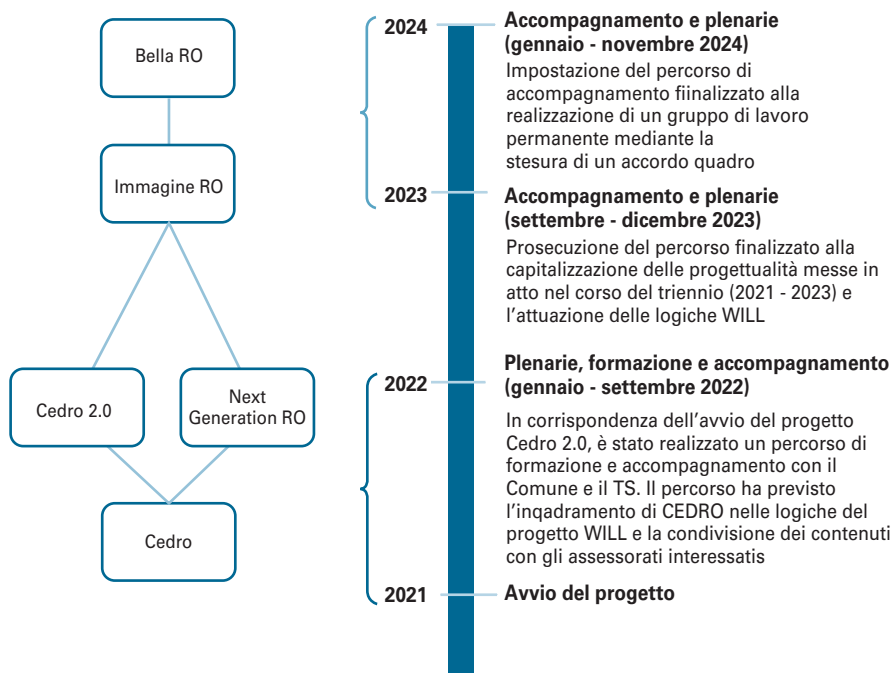 Bella RO
Immagine RO
Cedro 2.0
Next
Generation RO
Cedro
2024
Accompagnamento e plenarie
(gennaio - novembre 2024)
Impostazione del percorso di
accompagnamento fiinalizzato alla
realizzazione di un gruppo di lavoro
permanente mediante la
stesura di un accordo quadro
2023
Accompagnamento e plenarie
(settembre - dicembre 2023)
Prosecuzione del percorso finalizzato alla
capitalizzazione delle progettualità messe in
atto nel corso del triennio (2021 - 2023) e
l'attuazione delle logiche WILL
2022
Plenarie, formazione e accompagnamento
(gennaio - settembre 2022)
In corrispondenza dell'avvio del progetto
Cedro 2.0, è stato realizzato un percorso di
formazione e accompagnamento con il
Comune e il TS. Il percorso ha previsto
l'inqadramento di CEDRO nelle logiche del
progetto WILL e la condivisione dei contenuti
con gli assessorati interessatis
2021
Avvio del progetto